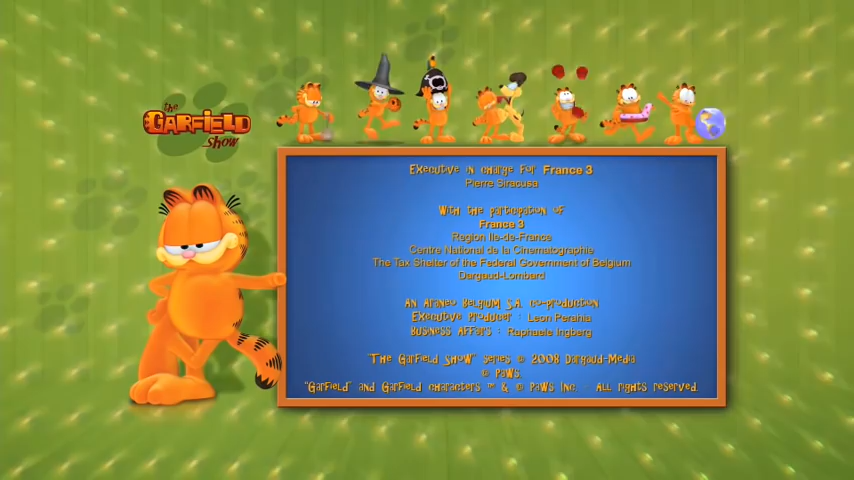 the
GARFIELD
show
Executive in charge for France 3
Pierre Siracusa
With the participation of
France 3
Region Ile-de-France
Centre National de la Cinematographie
The Tax Shelter of the Federal Government of Belgium
Dargaud-Lombard
An Araneo Belgium S.A. co-production
Executive Producer : Leon Perahia
Business Affairs : Raphaele Ingberg
"The Garfield Show" series © 2008 Dargaud-Media
© PAWS.
"Garfield" and Garfield characters ™ & © PAWS Inc. - All rights reserved.